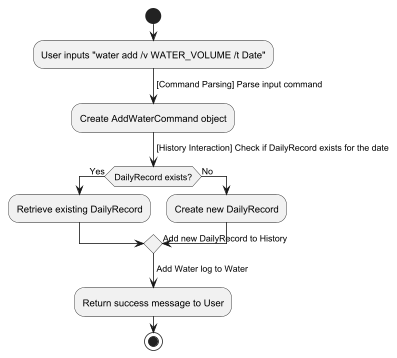 User inputs "water add /v WATER_VOLUME /t Date"
[Command Parsing] Parse input command
Create AddWaterCommand object
[History Interaction] Check if DailyRecord exists for the date
Yes
DailyRecord exists?
No
Retrieve existing DailyRecord
Create new DailyRecord
Add new DailyRecord to History
Add Water log to Water
Return success message to User